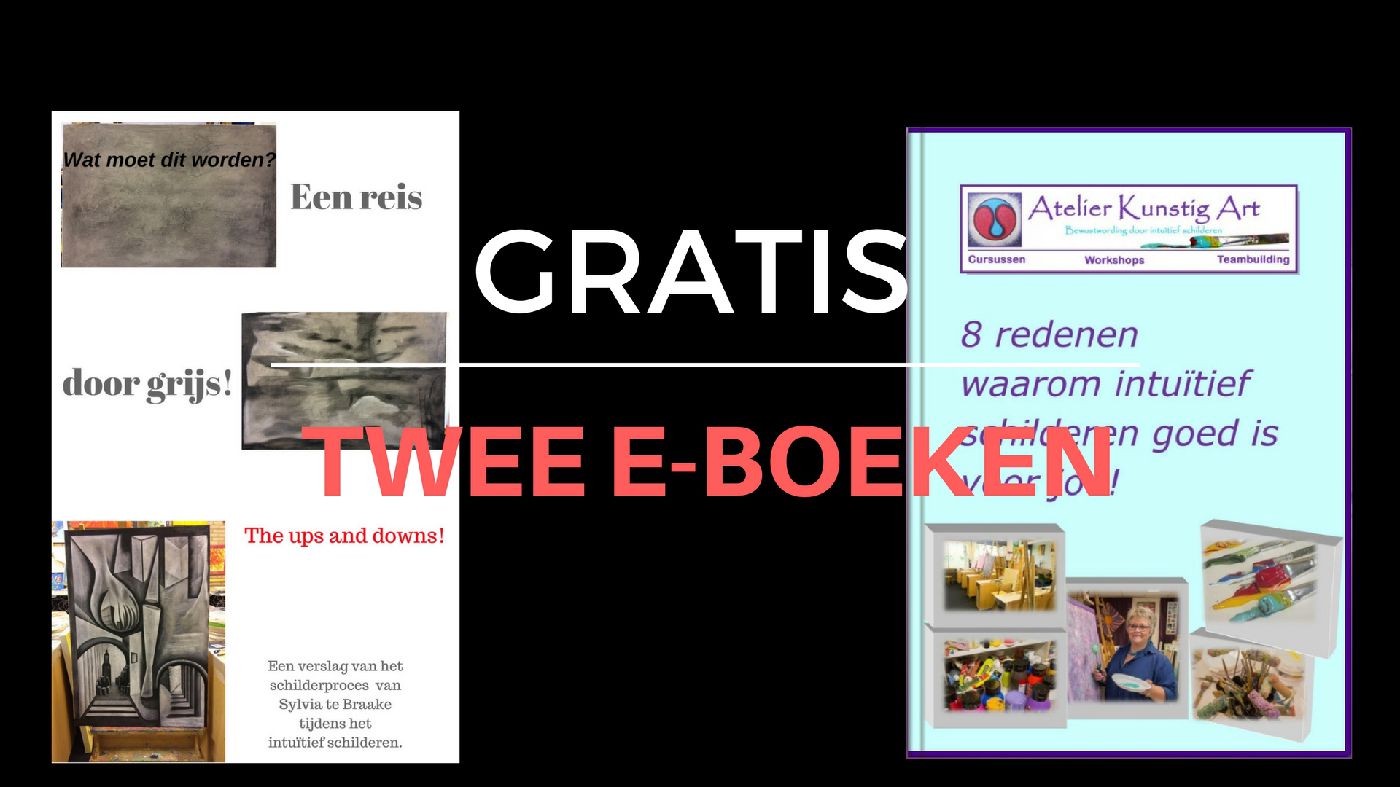 Wat moet dit worden?
Een reis
door grijs!
The ups and downs!
Een verslag van het
schilderproces van
Sylvia te Braake
tijdens het
intuïtief schilderen.
GRATIS
TWEE E-BOEKEN
Atelier Kunstig Art
Bewustwording door intuïtief schilderen
Cursussen Workshops Teambuilding
8 redenen
waarom intuïtief
schilderen goed is
voor jou!